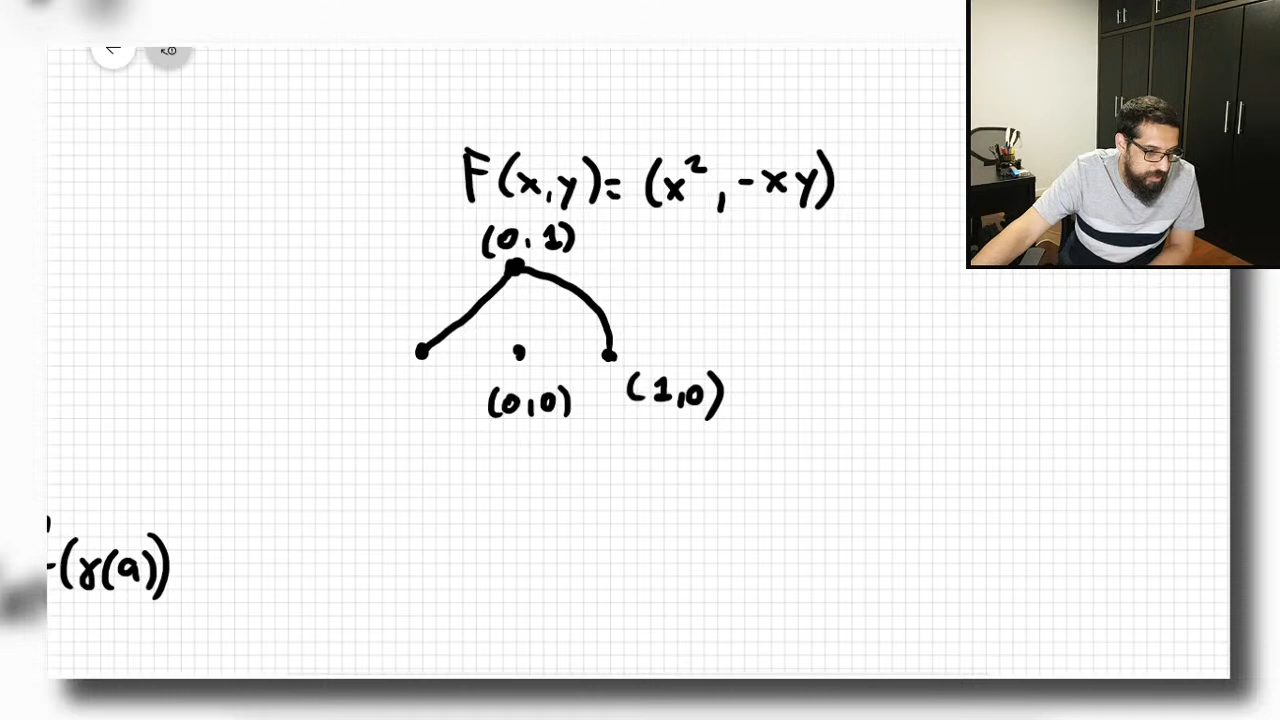 F(x,y)= (x², -xy)
(0,1)
(0,0)
(1,0)
(γ(a))